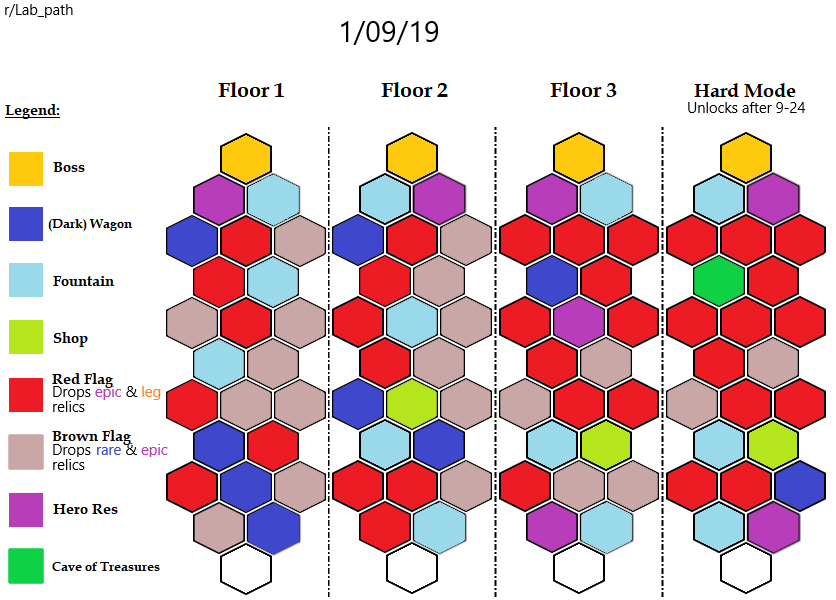 r/Lab_path
1/09/19
Floor 1
Floor 2
Floor 3
Hard Mode
Unlocks after 9-24
Legend:
Boss
(Dark) Wagon
Fountain
Shop
Red Flag
Drops epic & leg
relics
Brown Flag
Drops rare & epic
relics
Hero Res
Cave of Treasures